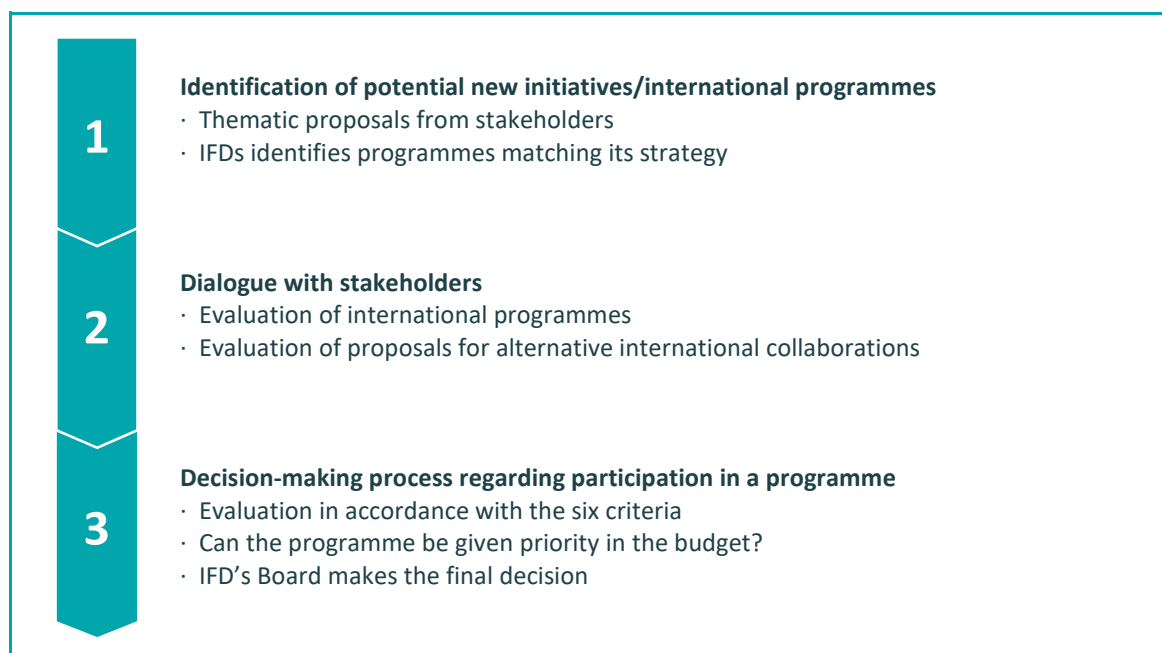 1
Identification of potential new initiatives/international programmes
· Thematic proposals from stakeholders
· IFDs identifies programmes matching its strategy
2
Dialogue with stakeholders
· Evaluation of international programmes
· Evaluation of proposals for alternative international collaborations
3
Decision-making process regarding participation in a programme
· Evaluation in accordance with the six criteria
· Can the programme be given priority in the budget?
· IFD’s Board makes the final decision